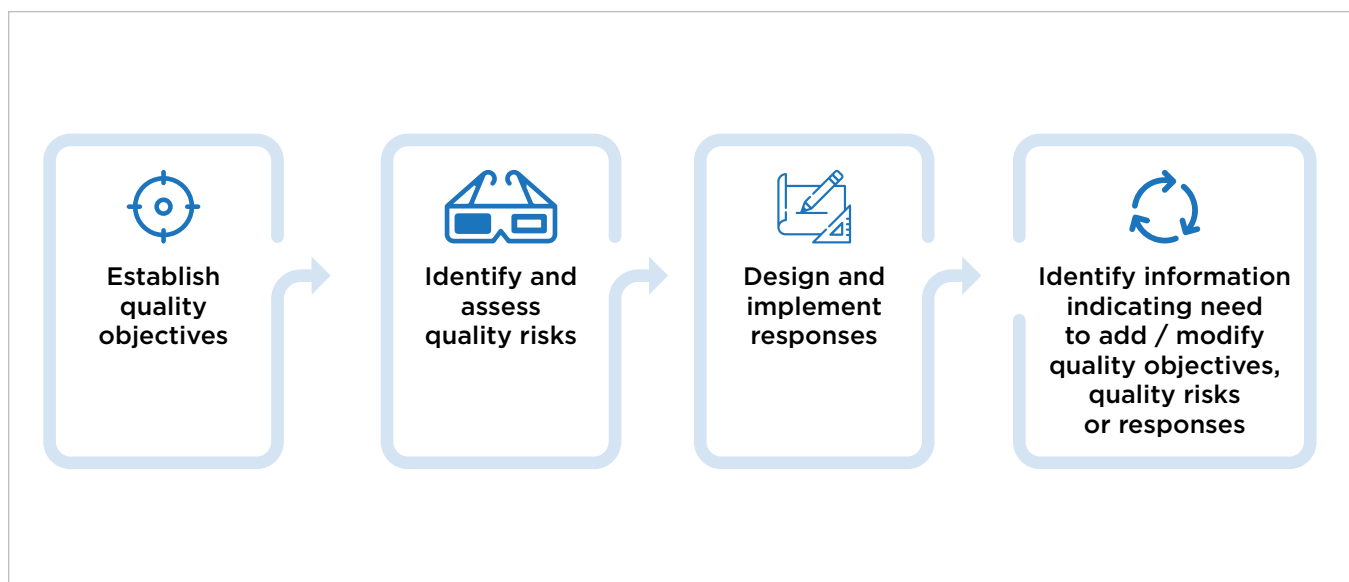 Establish
quality
objectives
Identify and
assess
quality risks
Design and
implement
responses
Identify information
indicating need
to add / modify
quality objectives,
quality risks
or responses